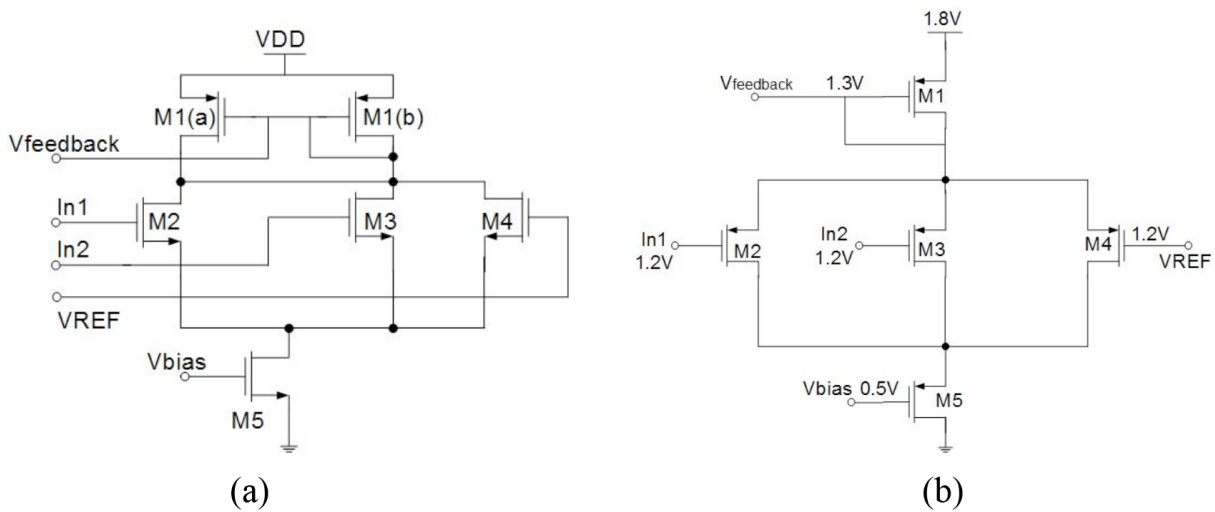 VDD
M1(a)
M1(b)
Vfeedback
In1
M2
M3
M4
In2
VREF
Vbias
M5
(a)
1.8V
Vfeedback
1.3V
M1
In1
1.2V
M2
In2
1.2V
M3
M4
1.2V
VREF
Vbias 0.5V
M5
(b)